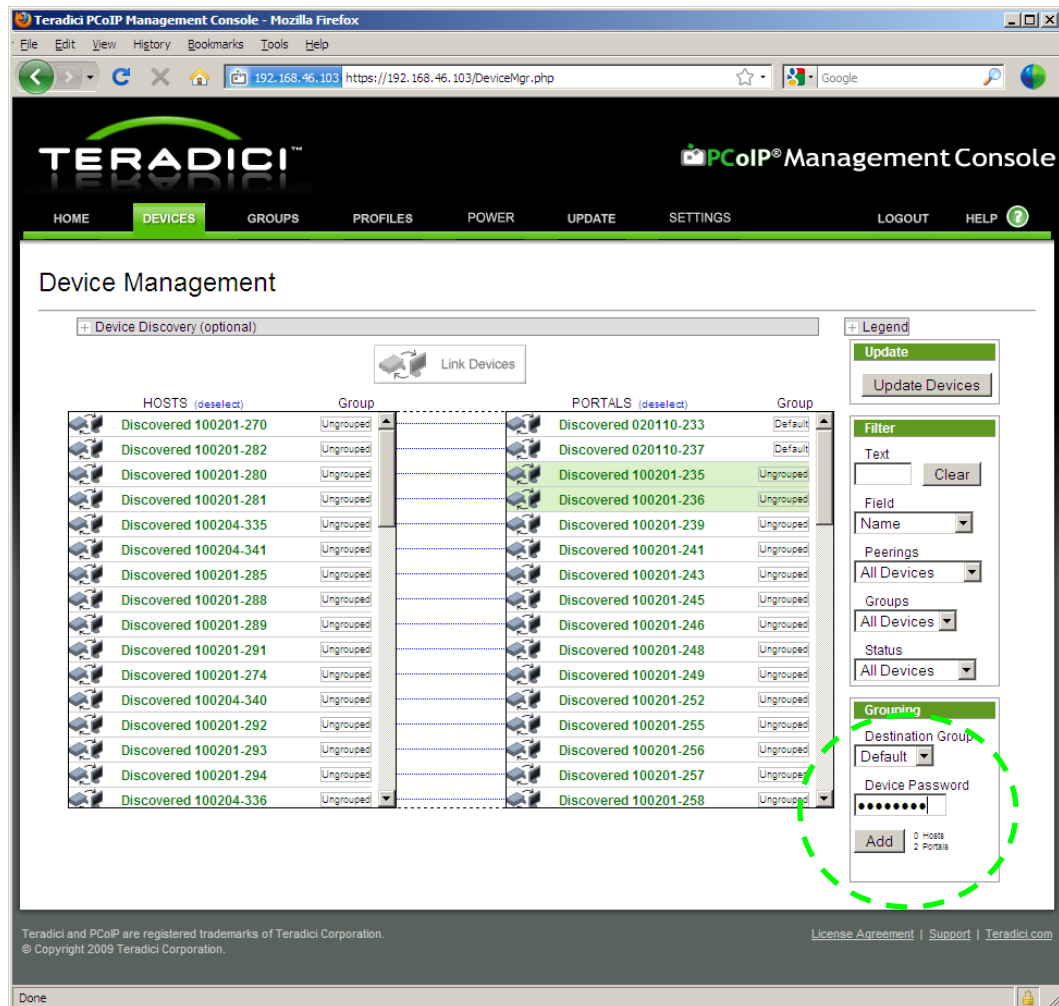 Teradici PCoIP Management Console - Mozilla Firefox
File Edit View History Bookmarks Tools Help
192.168.46.103 https://192.168.46.103/DeviceMgr.php Google
TERADICI™
PCoIP® Management Console
HOME DEVICES GROUPS PROFILES POWER UPDATE SETTINGS LOGOUT HELP ?
Device Management
+ Device Discovery (optional)
+ Legend
Link Devices
HOSTS (deselect) Group PORTALS (deselect) Group
Discovered 100201-270 Ungrouped Discovered 020110-233 Default
Discovered 100201-282 Ungrouped Discovered 020110-237 Default
Discovered 100201-280 Ungrouped Discovered 100201-235 Ungrouped
Discovered 100201-281 Ungrouped Discovered 100201-236 Ungrouped
Discovered 100204-335 Ungrouped Discovered 100201-239 Ungrouped
Discovered 100204-341 Ungrouped Discovered 100201-241 Ungrouped
Discovered 100201-285 Ungrouped Discovered 100201-243 Ungrouped
Discovered 100201-288 Ungrouped Discovered 100201-245 Ungrouped
Discovered 100201-289 Ungrouped Discovered 100201-246 Ungrouped
Discovered 100201-291 Ungrouped Discovered 100201-248 Ungrouped
Discovered 100201-274 Ungrouped Discovered 100201-249 Ungrouped
Discovered 100204-340 Ungrouped Discovered 100201-252 Ungrouped
Discovered 100201-292 Ungrouped Discovered 100201-255 Ungrouped
Discovered 100201-293 Ungrouped Discovered 100201-256 Ungrouped
Discovered 100201-294 Ungrouped Discovered 100201-257 Ungrouped
Discovered 100204-336 Ungrouped Discovered 100201-258 Ungrouped
Update
Update Devices
Filter
Text
Clear
Field
Name
Peerings
All Devices
Groups
All Devices
Status
All Devices
Grouping
Destination Group
Default
Device Password
●●●●●●●●
Add
0 Hosts
2 Portals
Teradici and PCoIP are registered trademarks of Teradici Corporation.
© Copyright 2009 Teradici Corporation.
License Agreement | Support | Teradici.com
Done